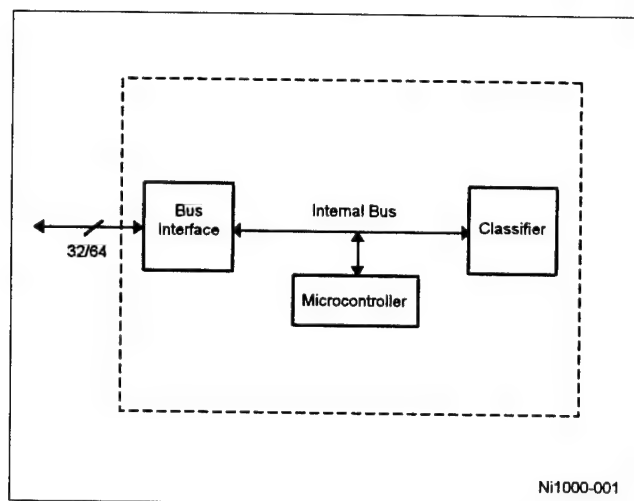 Bus
Interface
Internal Bus
Classifier
32/64
Microcontroller
Ni1000-001